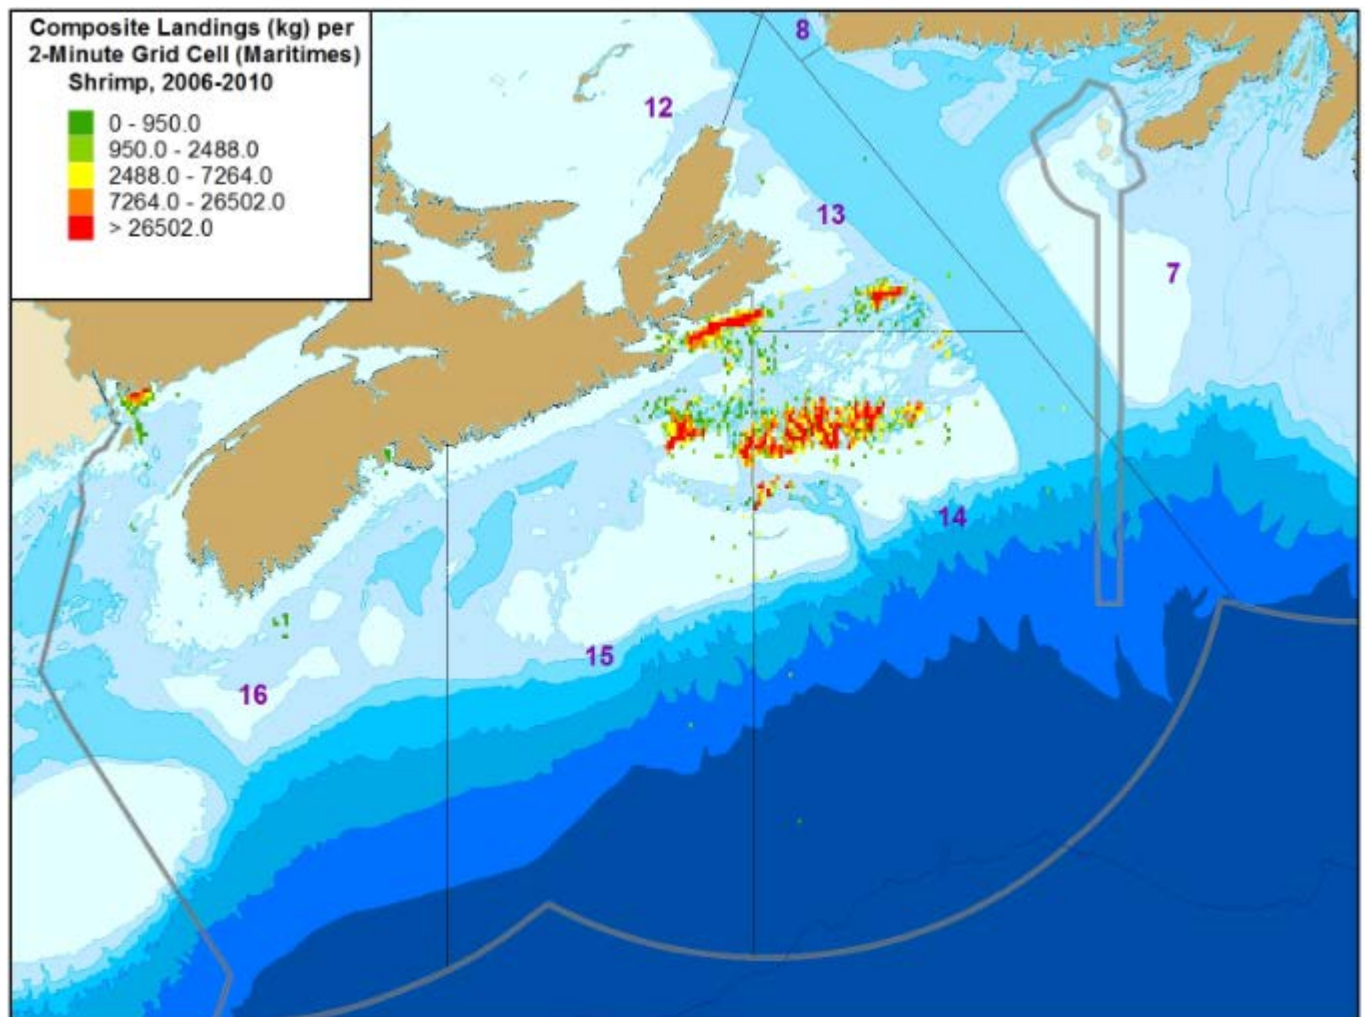 Composite Landings (kg) per
2-Minute Grid Cell (Maritimes)
Shrimp, 2006-2010
0 - 950.0
950.0 - 2488.0
2488.0 - 7264.0
7264.0 - 26502.0
> 26502.0
8
12
13
7
14
15
16